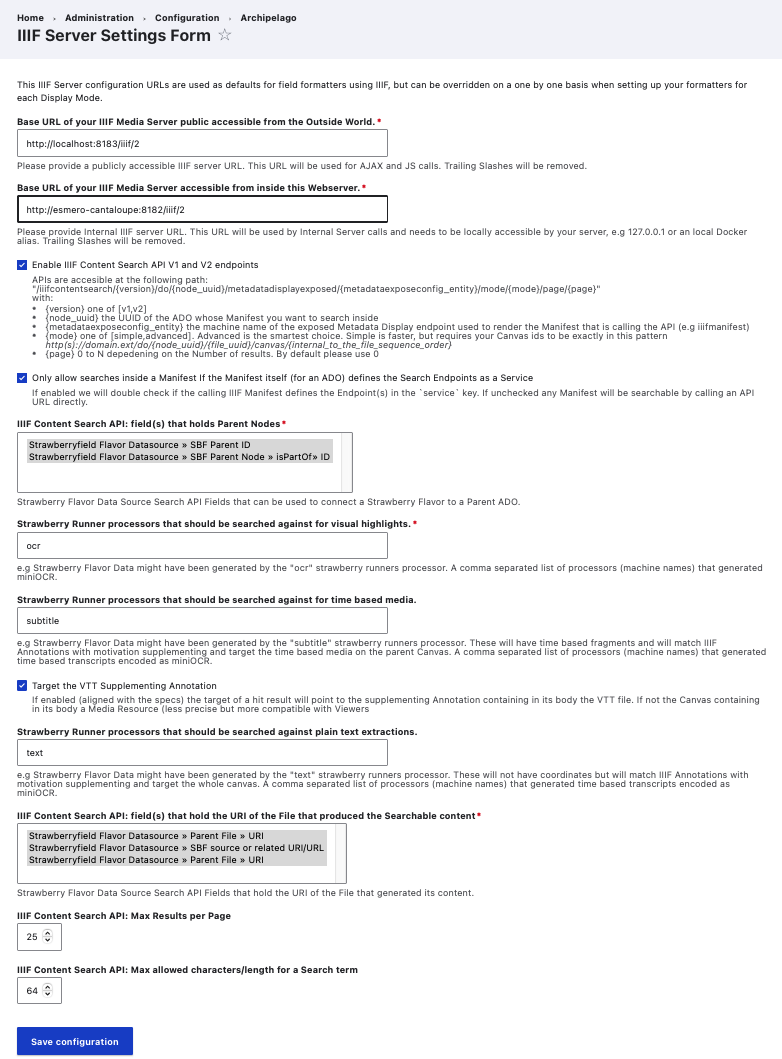 Home › Administration › Configuration › Archipelago
IIIF Server Settings Form ☆
This IIIF Server configuration URLs are used as defaults for field formatters using IIIF, but can be overridden on a one by one basis when setting up your formatters for
each Display Mode.
Base URL of your IIIF Media Server public accessible from the Outside World.*
http://localhost:8183/iiif/2
Please provide a publicly accessible IIIF server URL. This URL will be used for AJAX and JS calls. Trailing Slashes will be removed.
Base URL of your IIIF Media Server accessible from inside this Webserver.*
http://esmero-cantaloupe:8182/iiif/2
Please provide Internal IIIF server URL. This URL will be used by Internal Server calls and needs to be locally accessible by your server, e.g 127.0.0.1 or an local Docker
alias. Trailing Slashes will be removed.
Enable IIIF Content Search API V1 and V2 endpoints
APIs are accesible at the following path:
"/iiifcontentsearch/{version}/do/{node_uuid}/metadatadisplayexposed/{metadataexposeconfig_entity}/mode/{mode}/page/{page}"
with:
• {version} one of [v1,v2]
• {node_uuid} the UUID of the ADO whose Manifest you want to search inside
• {metadataexposeconfig_entity} the machine name of the exposed Metadata Display endpoint used to render the Manifest that is calling the API (e.g iiifmanifest)
• {mode} one of [simple,advanced]. Advanced is the smartest choice. Simple is faster, but requires your Canvas ids to be exactly in this pattern
http(s)://domain.ext/do/{node_uuid}/{file_uuid}/canvas/{internal_to_the_file_sequence_order}
• {page} 0 to N depedening on the Number of results. By default please use 0
Only allow searches inside a Manifest If the Manifest itself (for an ADO) defines the Search Endpoints as a Service
If enabled we will double check if the calling IIIF Manifest defines the Endpoint(s) in the `service` key. If unchecked any Manifest will be searchable by calling an API
URL directly.
IIIF Content Search API: field(s) that holds Parent Nodes*
Strawberryfield Flavor Datasource » SBF Parent ID
Strawberryfield Flavor Datasource » SBF Parent Node » isPartOf» ID
Strawberry Flavor Data Source Search API Fields that can be used to connect a Strawberry Flavor to a Parent ADO.
Strawberry Runner processors that should be searched against for visual highlights.*
ocr
e.g Strawberry Flavor Data might have been generated by the "ocr" strawberry runners processor. A comma separated list of processors (machine names) that generated
miniOCR.
Strawberry Runner processors that should be searched against for time based media.
subtitle
e.g Strawberry Flavor Data might have been generated by the "subtitle" strawberry runners processor. These will have time based fragments and will match IIIF
Annotations with motivation supplementing and target the time based media on the parent Canvas. A comma separated list of processors (machine names) that generated
time based transcripts encoded as miniOCR.
Target the VTT Supplementing Annotation
If enabled (aligned with the specs) the target of a hit result will point to the supplementing Annotation containing in its body the VTT file. If not the Canvas containing
in its body a Media Resource (less precise but more compatible with Viewers
Strawberry Runner processors that should be searched against plain text extractions.
text
e.g Strawberry Flavor Data might have been generated by the "text" strawberry runners processor. These will not have coordinates but will match IIIF Annotations with
motivation supplementing and target the whole canvas. A comma separated list of processors (machine names) that generated time based transcripts encoded as
miniOCR.
IIIF Content Search API: field(s) that hold the URI of the File that produced the Searchable content*
Strawberryfield Flavor Datasource » Parent File » URI
Strawberryfield Flavor Datasource » SBF source or related URI/URL
Strawberryfield Flavor Datasource » Parent File » URI
Strawberry Flavor Data Source Search API Fields that hold the URI of the File that generated its content.
IIIF Content Search API: Max Results per Page
25
IIIF Content Search API: Max allowed characters/length for a Search term
64
Save configuration